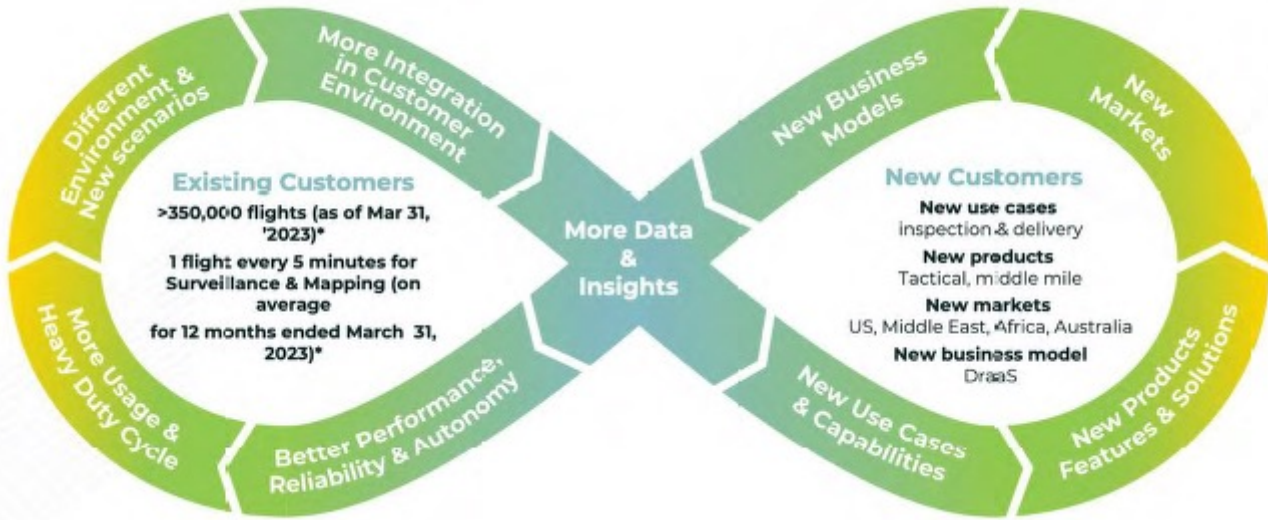 Different
Environment &
New scenarios
More Integration
in Customer
Environment
More Usage &
Heavy Duty Cycle
Better Performance,
Reliability & Autonomy
Existing Customers
>350,000 flights (as of Mar 31,
'2023)*
1 flight every 5 minutes for
Surveillance & Mapping (on
average
for 12 months ended March 31,
2023)*
More Data
&
Insights
New Business
Models
New
Markets
New Products
Features & Solutions
New Use Cases
& Capabilities
New Customers
New use cases
inspection & delivery
New products
Tactical, middle mile
New markets
US, Middle East, Africa, Australia
New business model
DraaS